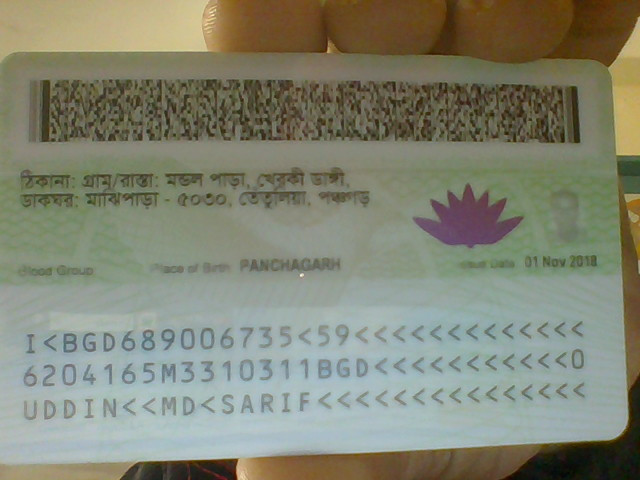 ঠিকানা: গ্রাম/রাস্তা: মন্ডল পাড়া, খেরকী ডাঙ্গী,
ডাকঘর: মাঝিপাড়া - ৫০৩০, তেতুলিয়া, পঞ্চগড়
Blood Group Place of Birth PANCHAGARH Issue Date 01 Nov 2018
I<BGD689006735<59<<<<<<<<<<<<<
6204165M3310311BGD<<<<<<<<<<<0
UDDIN<<MD<SARIF<<<<<<<<<<<<<<<